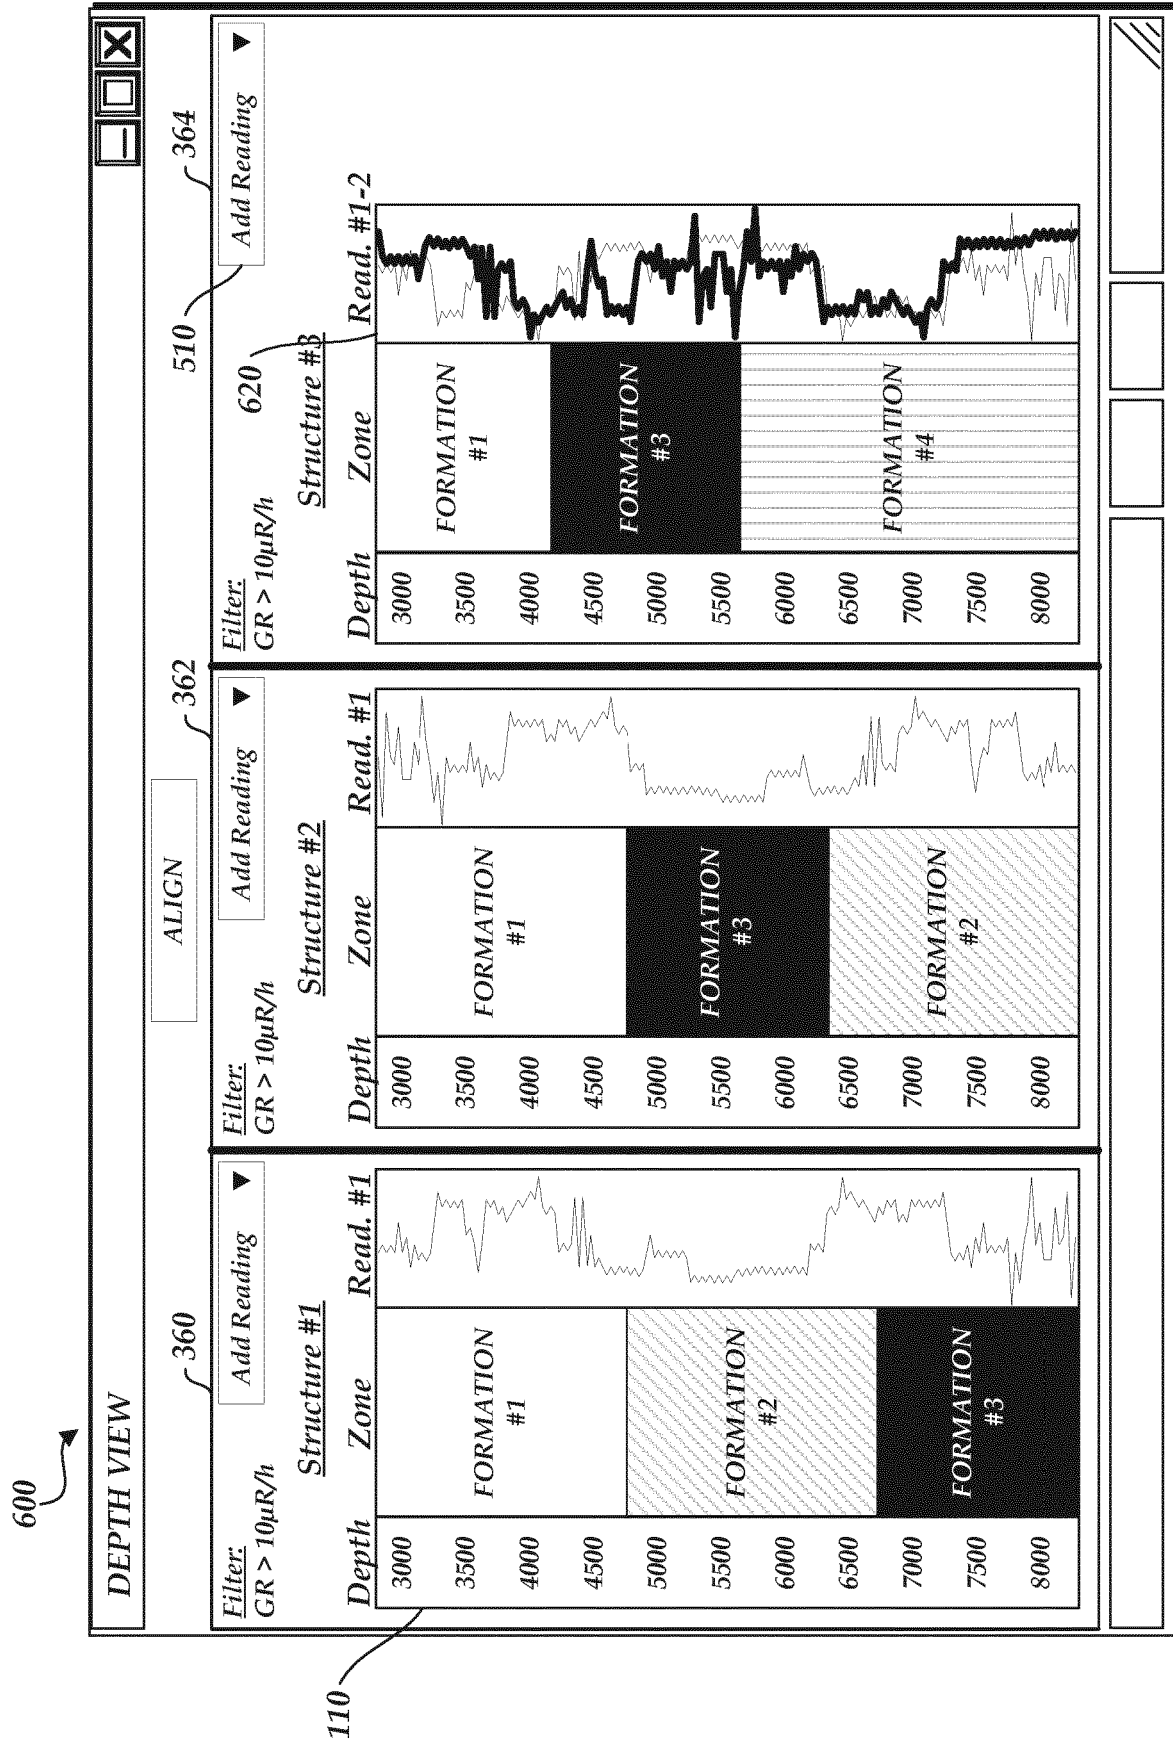 600
DEPTH VIEW
ALIGN
360
362
364
Filter:
GR > 10µR/h
Add Reading ▼
Structure #1
Depth
Zone
Read. #1
3000
3500
4000
4500
5000
5500
6000
6500
7000
7500
8000
FORMATION
#1
FORMATION
#2
FORMATION
#3
110
Filter:
GR > 10µR/h
Add Reading ▼
Structure #2
Depth
Zone
Read. #1
3000
3500
4000
4500
5000
5500
6000
6500
7000
7500
8000
FORMATION
#1
FORMATION
#3
FORMATION
#2
Filter:
GR > 10µR/h
620
510
Add Reading ▼
Structure #3
Depth
Zone
Read. #1-2
3000
3500
4000
4500
5000
5500
6000
6500
7000
7500
8000
FORMATION
#1
FORMATION
#3
FORMATION
#4